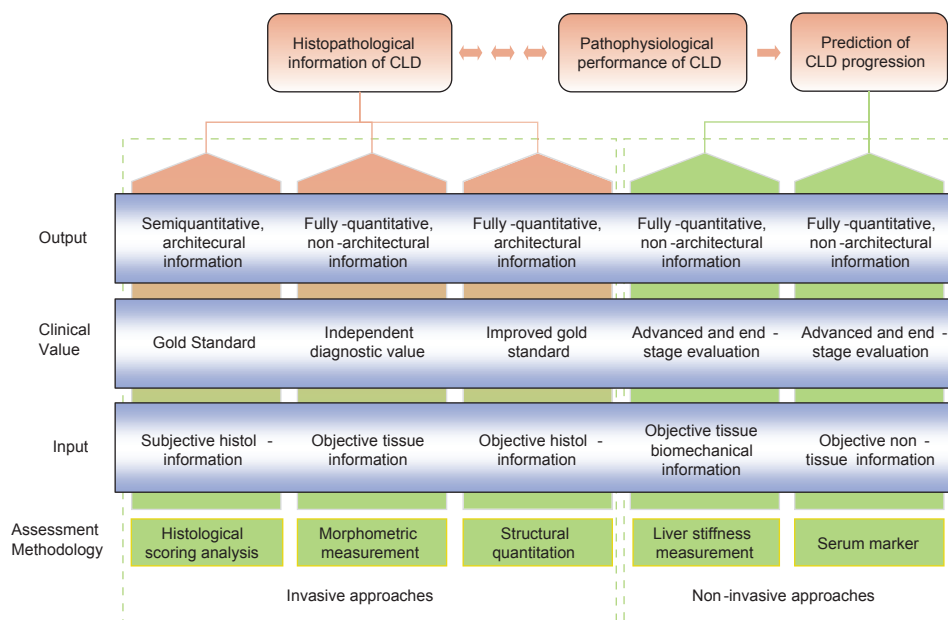 Histopathological
information of CLD
Pathophysiological
performance of CLD
Prediction of
CLD progression
Output
Semiquantitative,
architecural
information
Fully -quantitative,
non -architectural
information
Fully -quantitative,
architectural
information
Fully -quantitative,
non -architectural
information
Fully -quantitative,
non -architectural
information
Clinical
Value
Gold Standard
Independent
diagnostic value
Improved gold
standard
Advanced and end -
stage evaluation
Advanced and end -
stage evaluation
Input
Subjective histol -
information
Objective tissue
information
Objective histol -
information
Objective tissue
biomechanical
information
Objective non -
tissue information
Assessment
Methodology
Histological
scoring analysis
Morphometric
measurement
Structural
quantitation
Liver stiffness
measurement
Serum marker
Invasive approaches
Non -invasive approaches